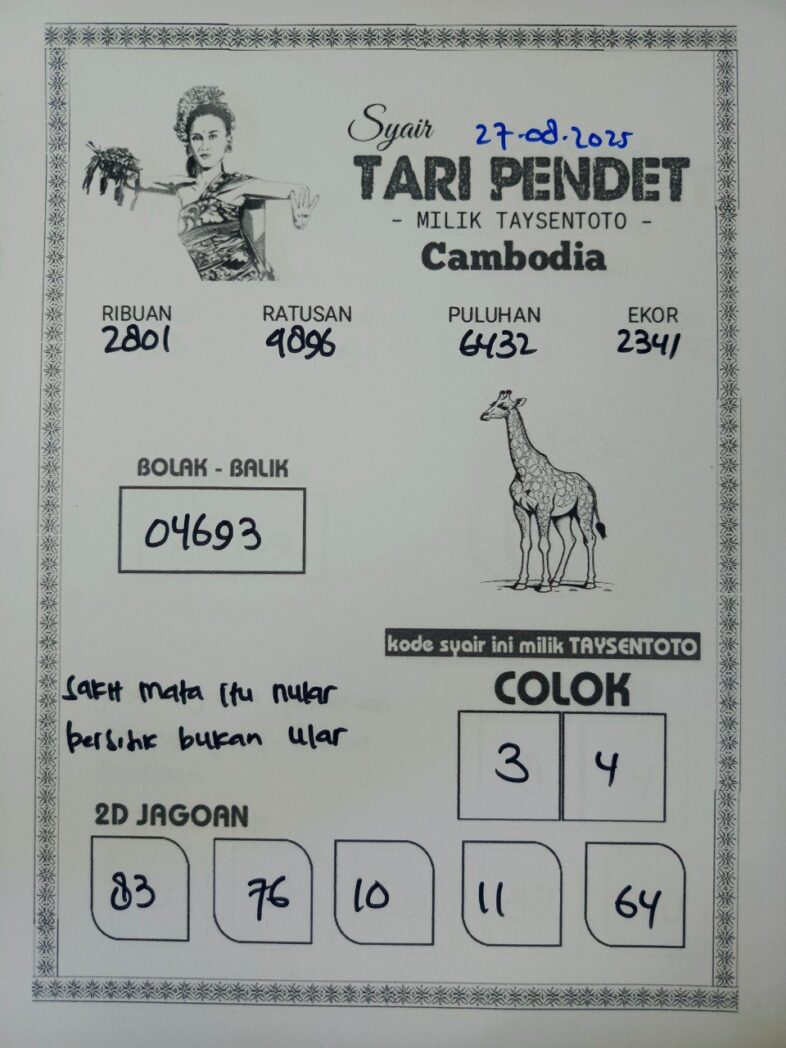 Syair 27.08.2025
TARI PENDET
- MILIK TAYSENTOTO -
Cambodia
RIBUAN RATUSAN PULUHAN EKOR
2801 9896 6432 2341
BOLAK - BALIK
04693
kode syair ini milik TAYSENTOTO
sakit mata itu nular
bersihk bukan ular
COLOK
3 4
2D JAGOAN
83 76 10 11 64